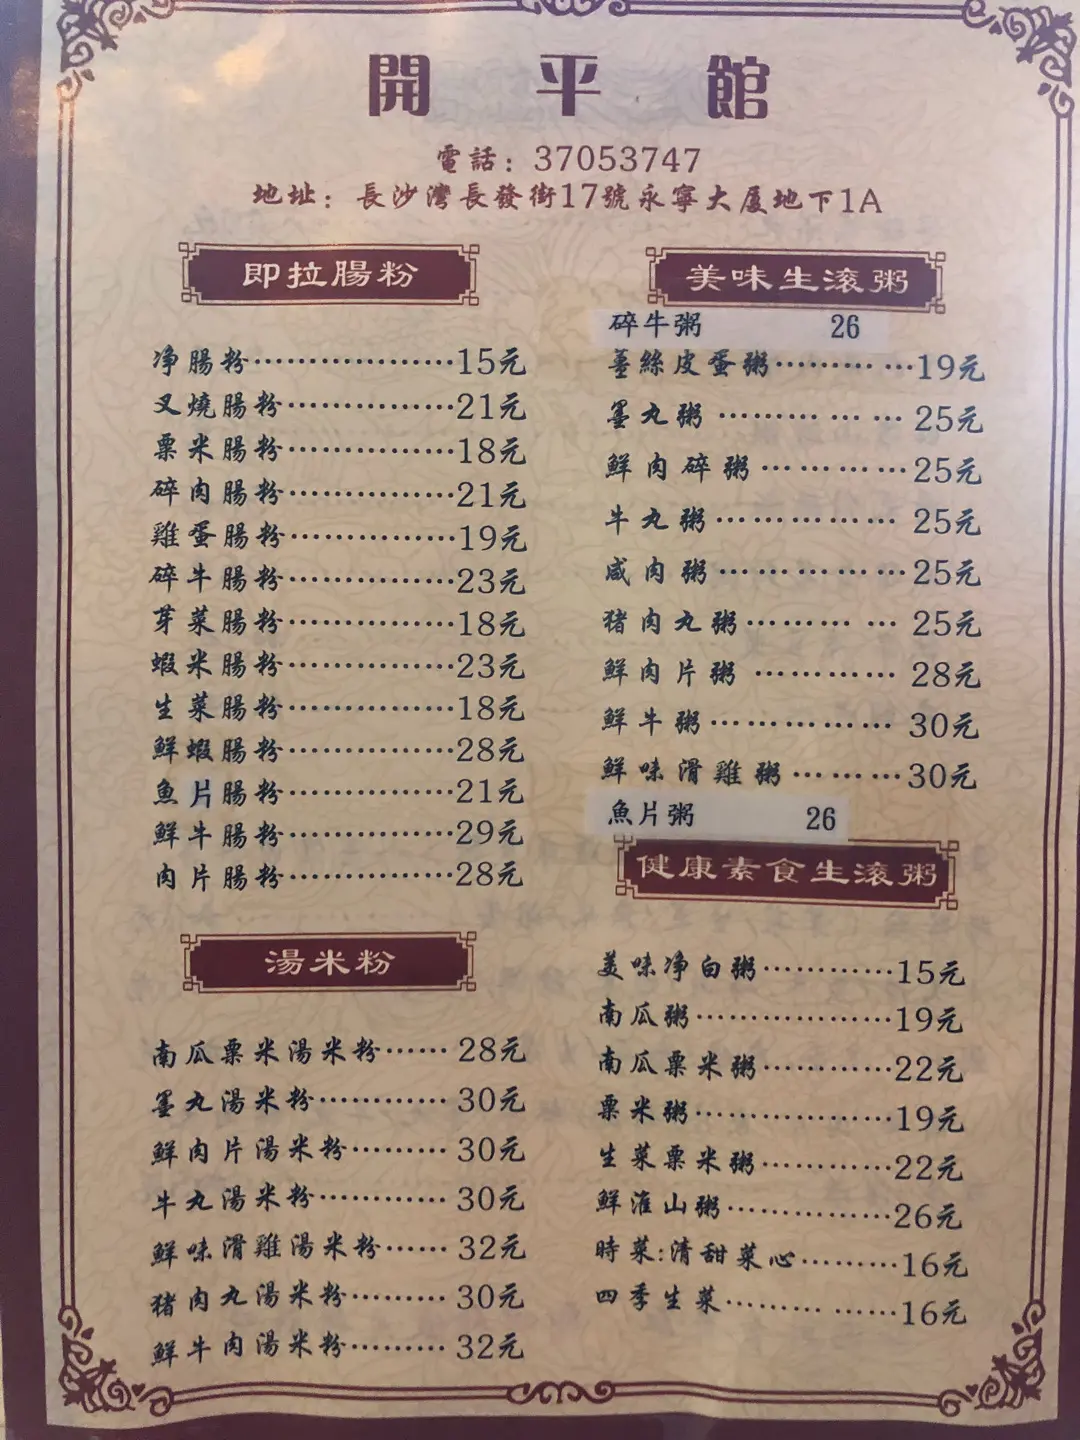 開平館
電話：37053747
地址：長沙灣長發街17號永寧大厦地下1A
即拉腸粉
净腸粉………………15元
叉燒腸粉……………21元
粟米腸粉……………18元
碎肉腸粉……………21元
雞蛋腸粉……………19元
碎牛腸粉……………23元
芽菜腸粉……………18元
蝦米腸粉……………23元
生菜腸粉……………18元
鮮蝦腸粉……………28元
魚片腸粉……………21元
鮮牛腸粉……………29元
肉片腸粉……………28元
湯米粉
南瓜粟米湯米粉……28元
墨丸湯米粉…………30元
鮮肉片湯米粉………30元
牛丸湯米粉…………30元
鮮味滑雞湯米粉……32元
猪肉丸湯米粉………30元
鮮牛肉湯米粉………32元
美味生滚粥
碎牛粥 26
薑絲皮蛋粥…………19元
墨丸粥……………25元
鮮肉碎粥…………25元
牛丸粥……………25元
咸肉粥……………25元
猪肉丸粥…………25元
鮮肉片粥…………28元
鮮牛粥……………30元
鮮味滑雞粥………30元
魚片粥 26
健康素食生滚粥
美味净白粥…………15元
南瓜粥………………19元
南瓜粟米粥…………22元
粟米粥………………19元
生菜粟米粥…………22元
鮮淮山粥……………26元
時菜:清甜菜心………16元
四季生菜……………16元